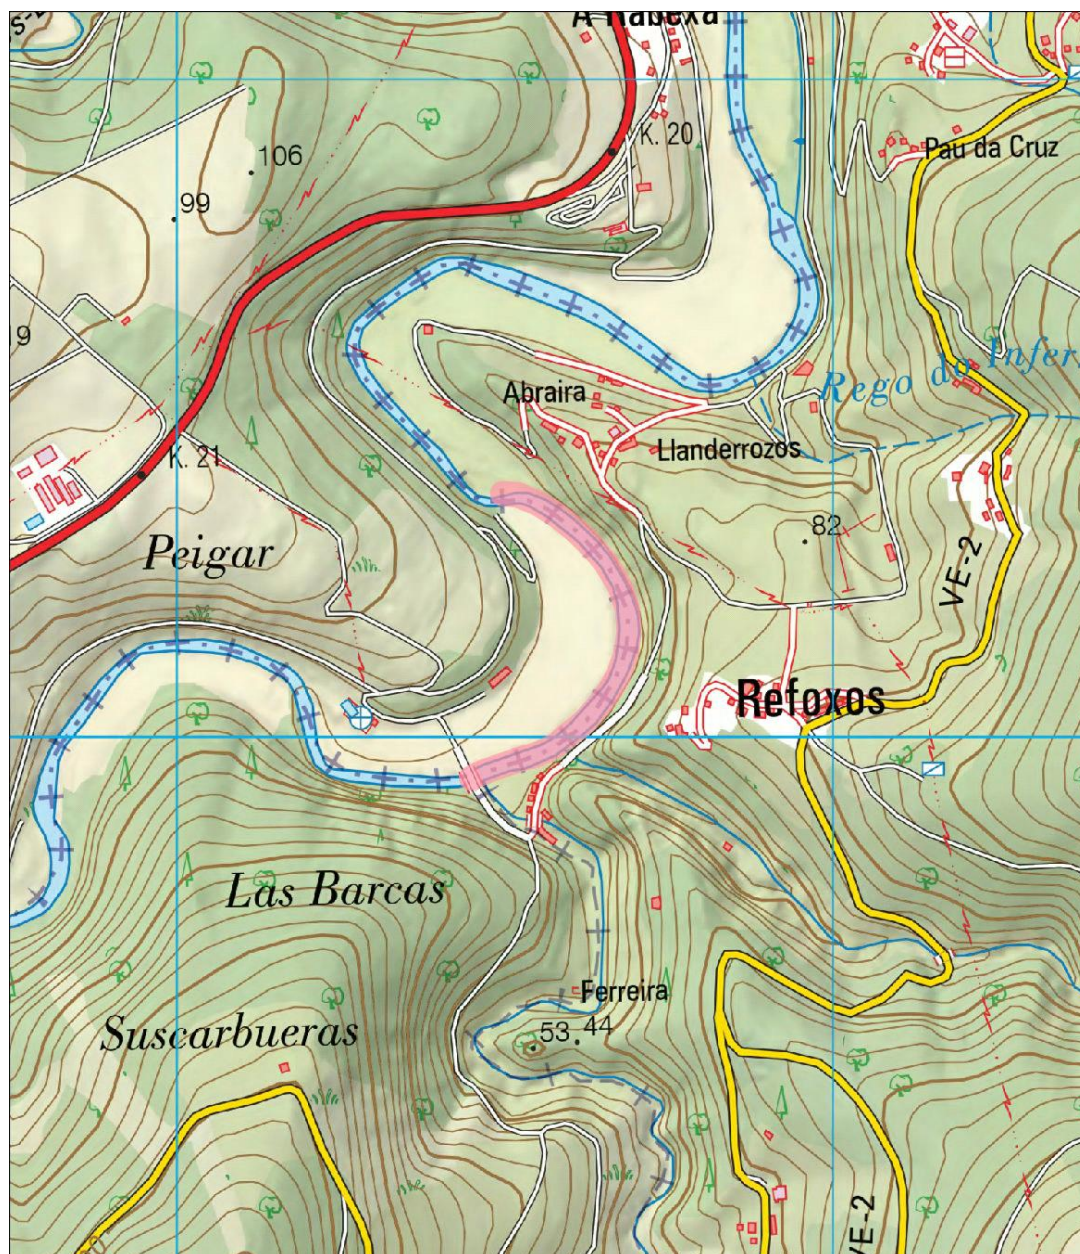 A Rabexa
K. 20
Pau da Cruz
106
99
19
Rego do Infer
Abraira
Llanderrozos
K. 21
82
Peigar
VE-2
Refoxos
Las Barcas
Ferreira
53
44
Suscarbueras
VE-2